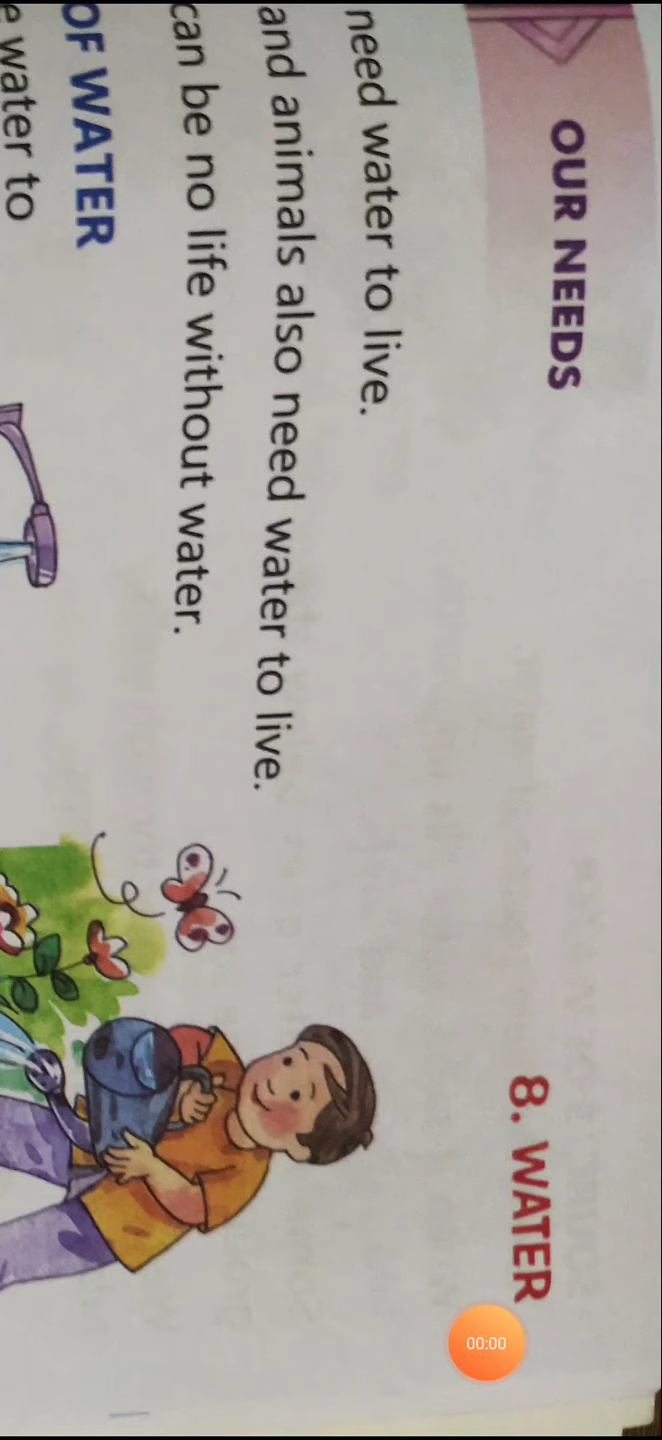 OUR NEEDS
8. WATER
need water to live.
and animals also need water to live.
can be no life without water.
OF WATER
water to
00:00